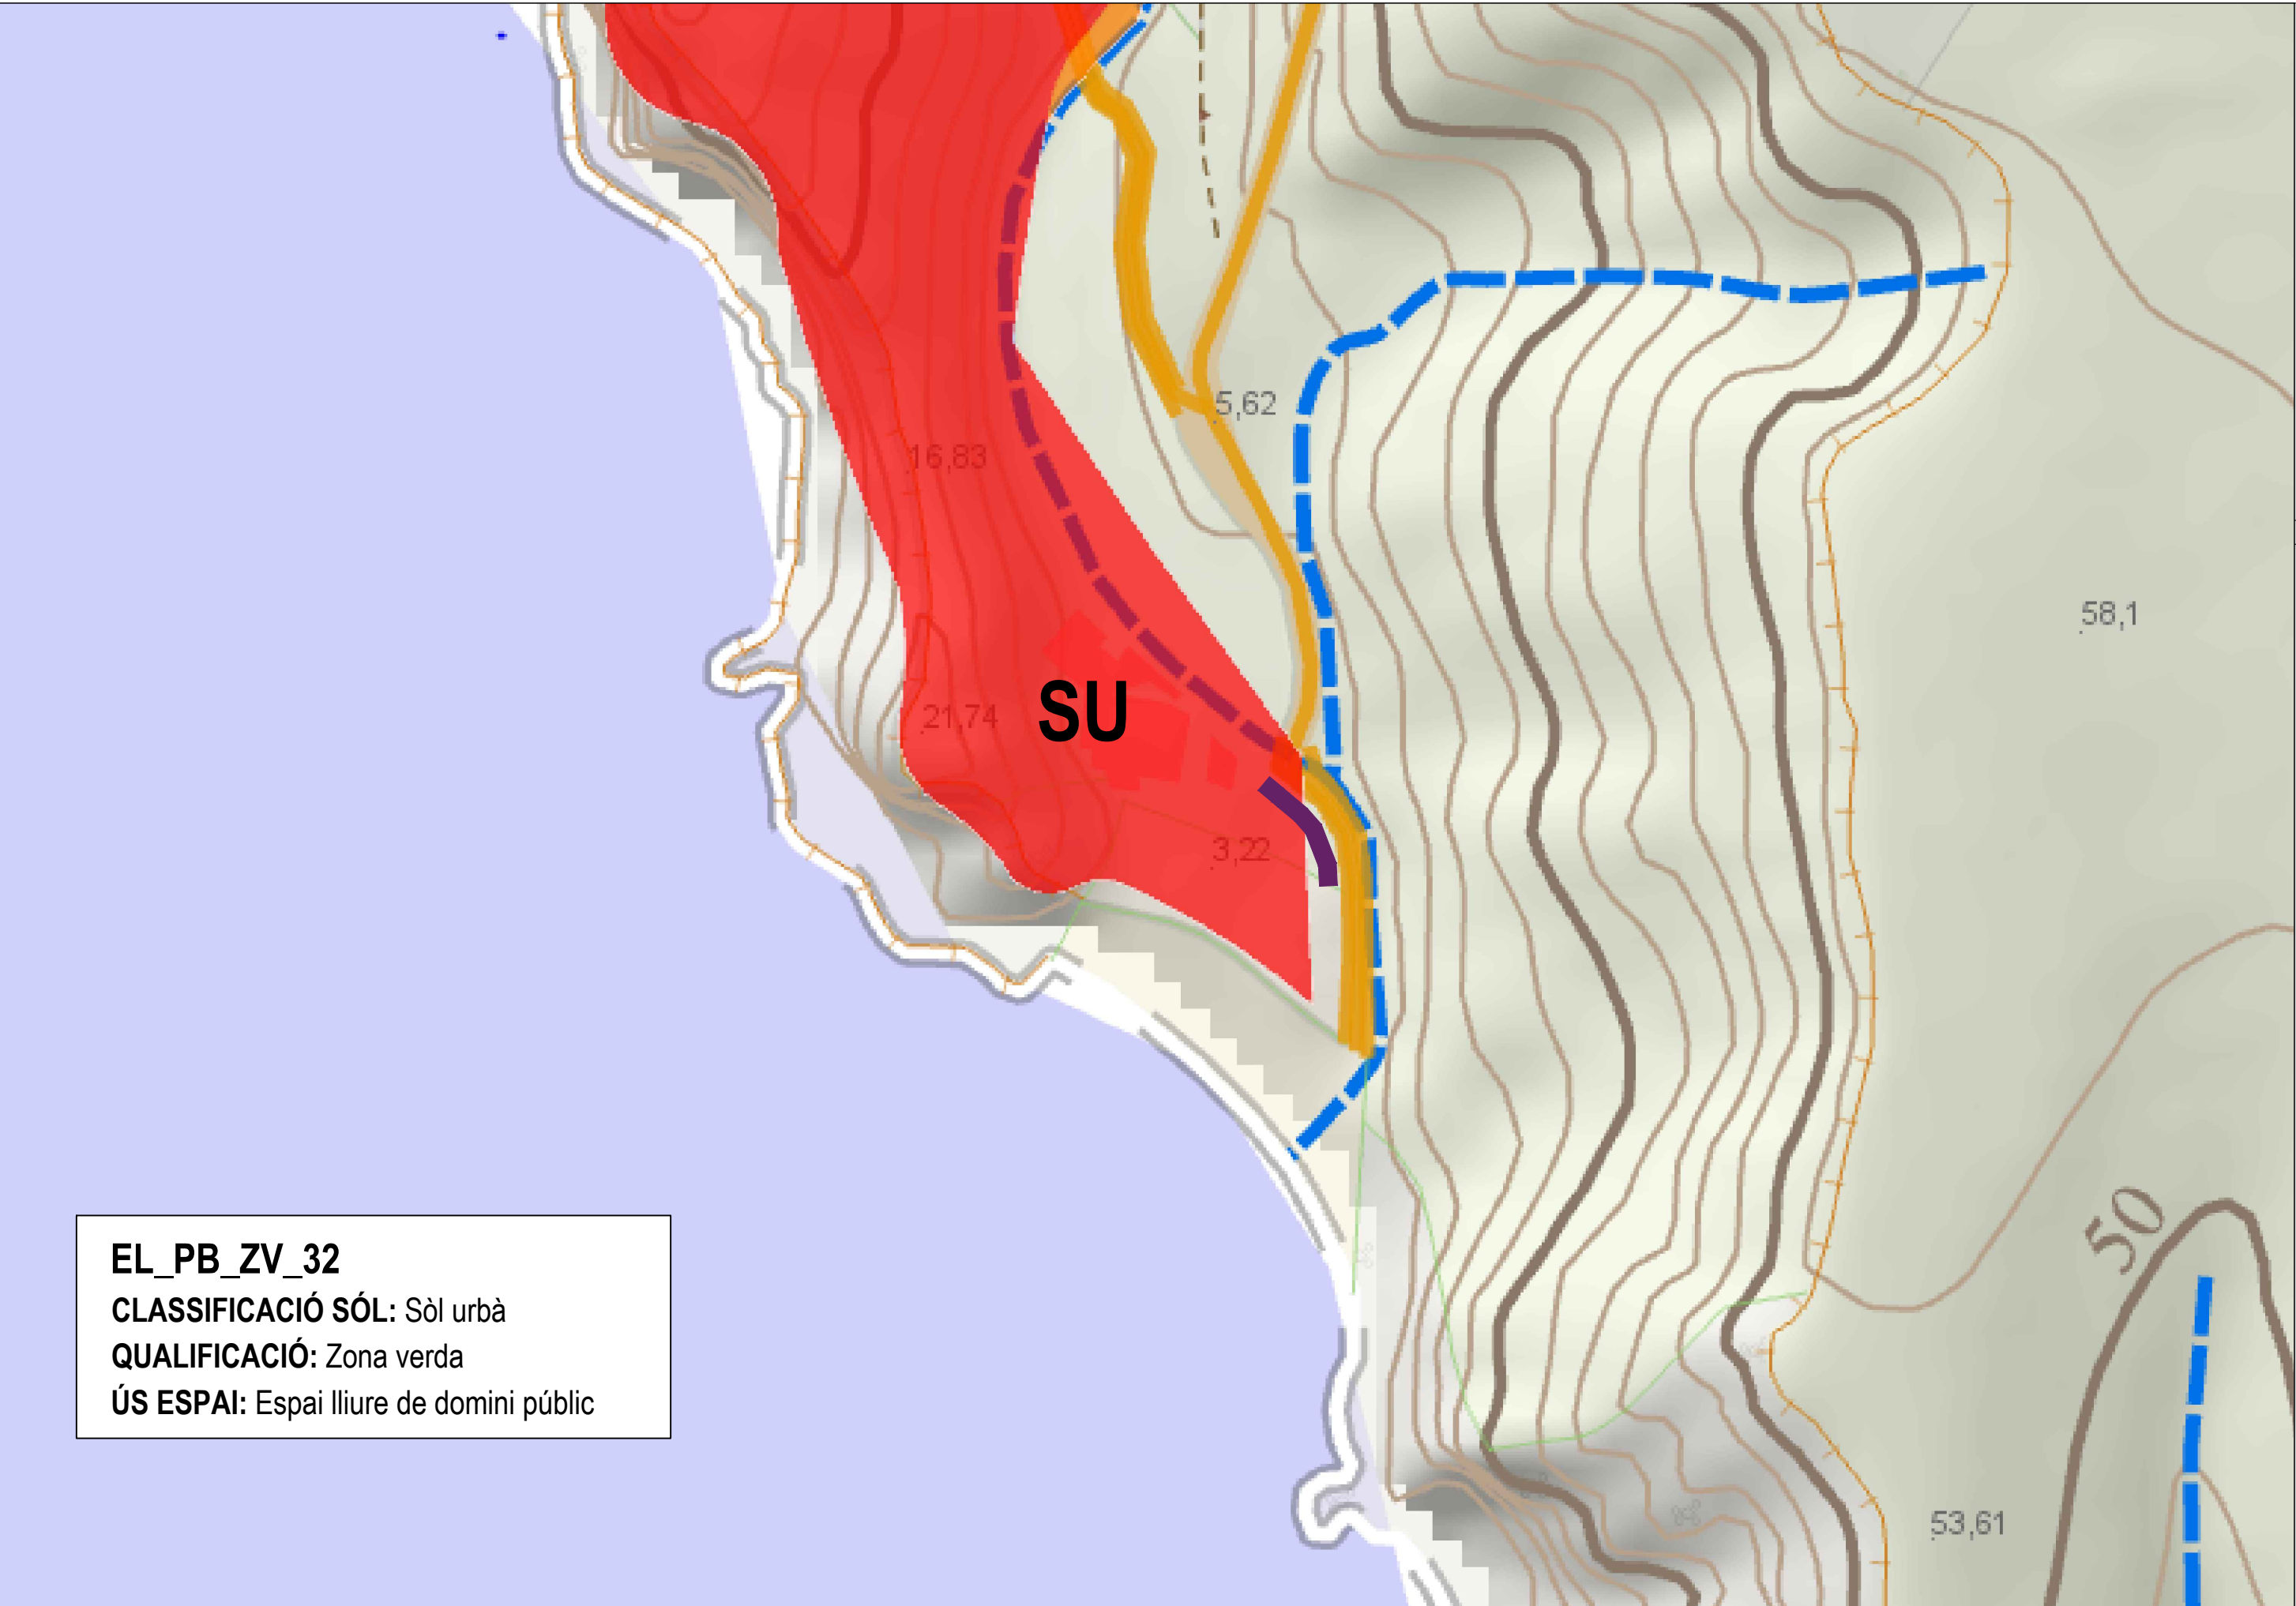 5,62
16,83
58,1
SU
21,74
3,22
50
EL_PB_ZV_32
CLASSIFICACIÓ SÓL: Sòl urbà
QUALIFICACIÓ: Zona verda
ÚS ESPAI: Espai lliure de domini públic
53,61